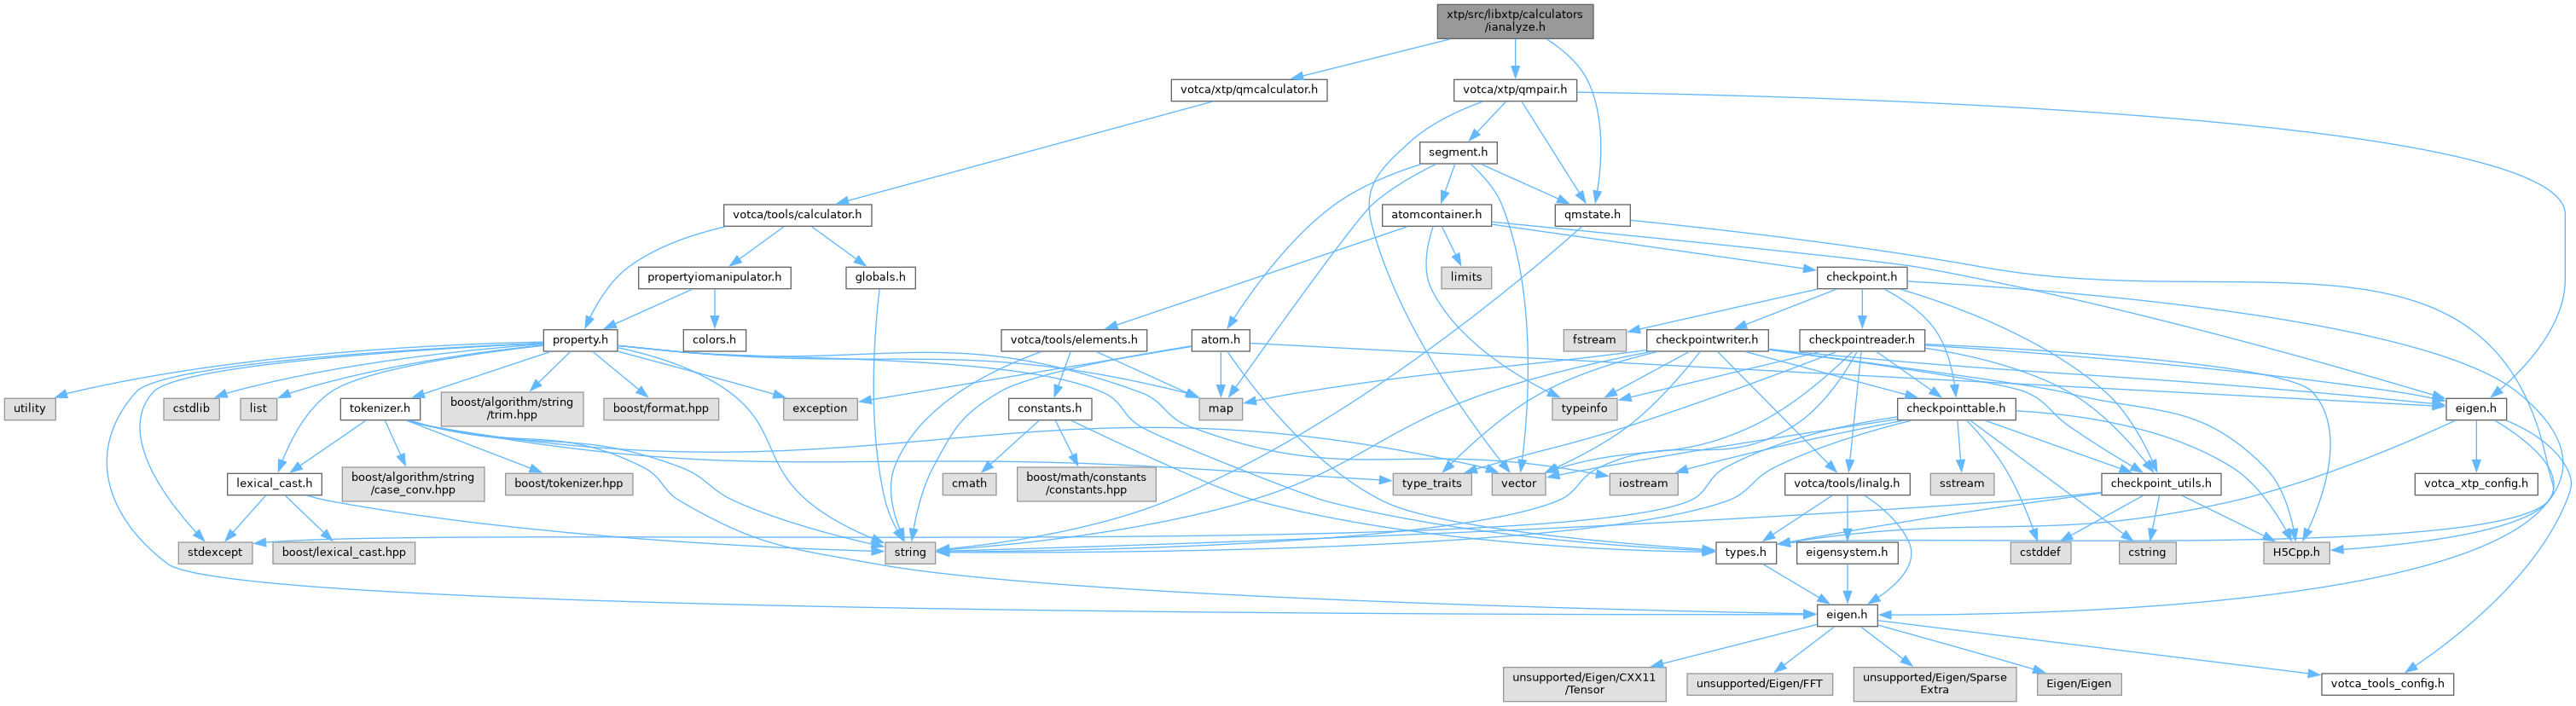 xtp/src/libxtp/calculators
/ianalyze.h
votca/xtp/qmcalculator.h
votca/xtp/qmpair.h
segment.h
votca/tools/calculator.h
atomcontainer.h
qmstate.h
propertyiomanipulator.h
globals.h
limits
checkpoint.h
property.h
colors.h
votca/tools/elements.h
atom.h
fstream
checkpointwriter.h
checkpointreader.h
utility
cstdlib
list
tokenizer.h
boost/algorithm/string
/trim.hpp
boost/format.hpp
exception
constants.h
map
typeinfo
checkpointtable.h
eigen.h
lexical_cast.h
boost/algorithm/string
/case_conv.hpp
boost/tokenizer.hpp
type_traits
cmath
boost/math/constants
/constants.hpp
vector
iostream
votca/tools/linalg.h
sstream
checkpoint_utils.h
votca_xtp_config.h
stdexcept
boost/lexical_cast.hpp
string
types.h
eigensystem.h
cstddef
cstring
H5Cpp.h
eigen.h
unsupported/Eigen/CXX11
/Tensor
unsupported/Eigen/FFT
unsupported/Eigen/Sparse
Extra
Eigen/Eigen
votca_tools_config.h